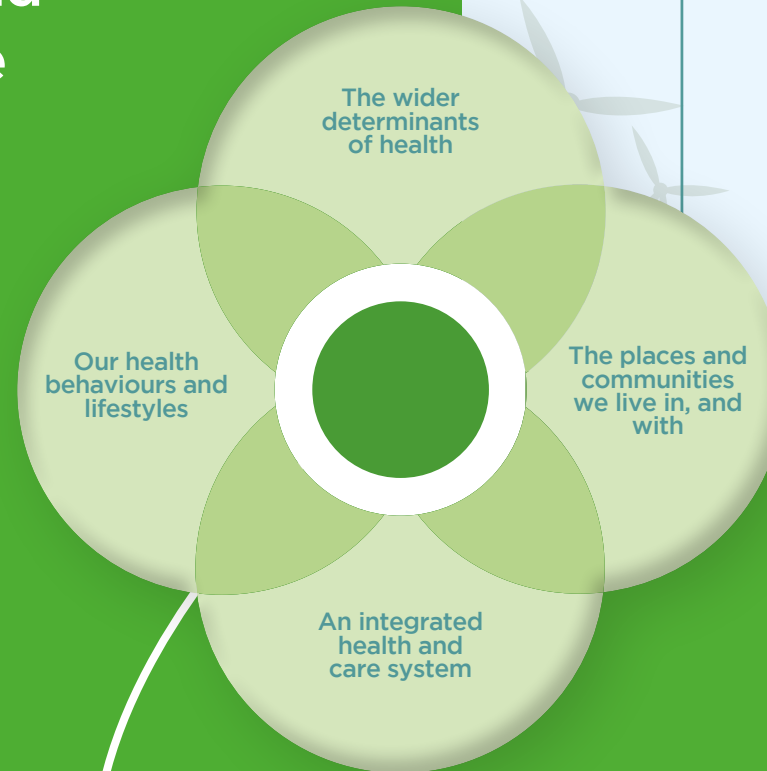 The wider
determinants
of health
Our health
behaviours and
lifestyles
The places and
communities
we live in, and
with
An integrated
health and
care system